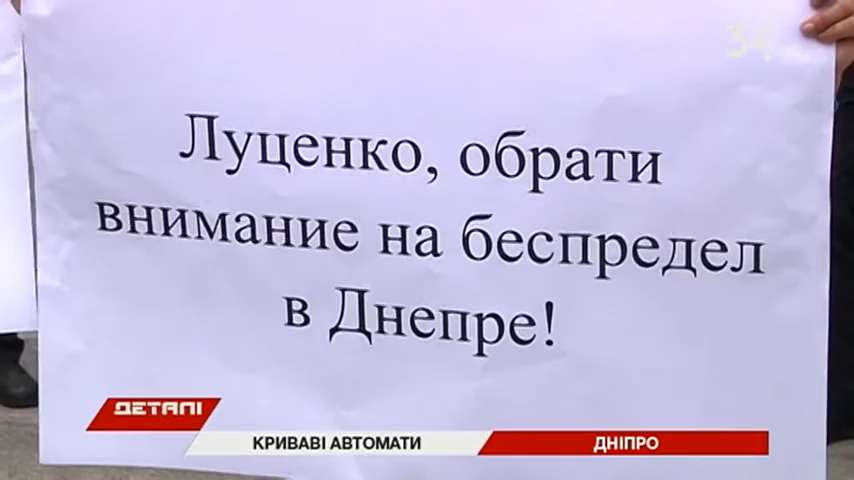 34
Луценко, обрати
внимание на беспредел
в Днепре!
ДЕТАЛІ
КРИВАВІ АВТОМАТИ
ДНІПРО